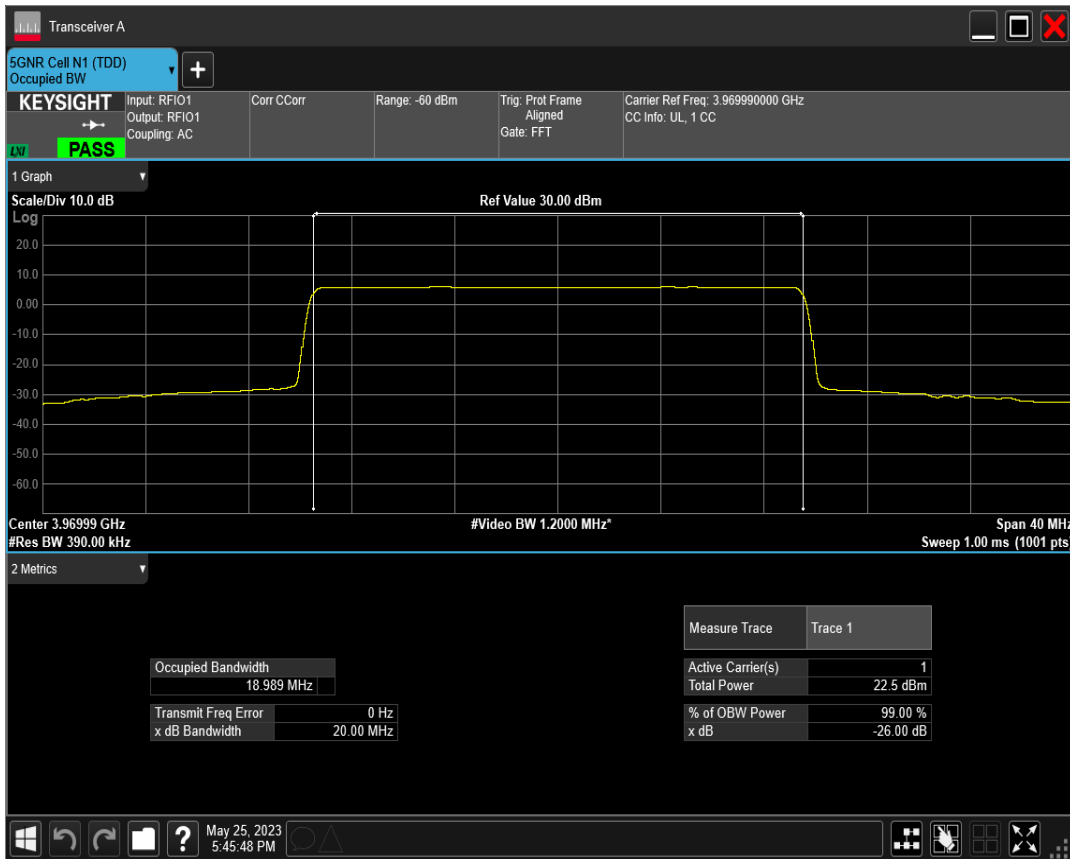 Transceiver A
5GNR Cell N1 (TDD)
Occupied BW
KEYSIGHT
LXI
PASS
Input: RFIO1
Output: RFIO1
Coupling: AC
Corr CCorr
Range: -60 dBm
Trig: Prot Frame
Aligned
Gate: FFT
Carrier Ref Freq: 3.969990000 GHz
CC Info: UL, 1 CC
1 Graph
Scale/Div 10.0 dB
Ref Value 30.00 dBm
Log
20.0
10.0
0.00
-10.0
-20.0
-30.0
-40.0
-50.0
-60.0
Center 3.96999 GHz
#Video BW 1.2000 MHz*
Span 40 MHz
#Res BW 390.00 kHz
Sweep 1.00 ms (1001 pts)
2 Metrics
Measure Trace Trace 1
Occupied Bandwidth
18.989 MHz
Active Carrier(s) 1
Total Power 22.5 dBm
Transmit Freq Error 0 Hz
x dB Bandwidth 20.00 MHz
% of OBW Power 99.00 %
x dB -26.00 dB
?
May 25, 2023
5:45:48 PM